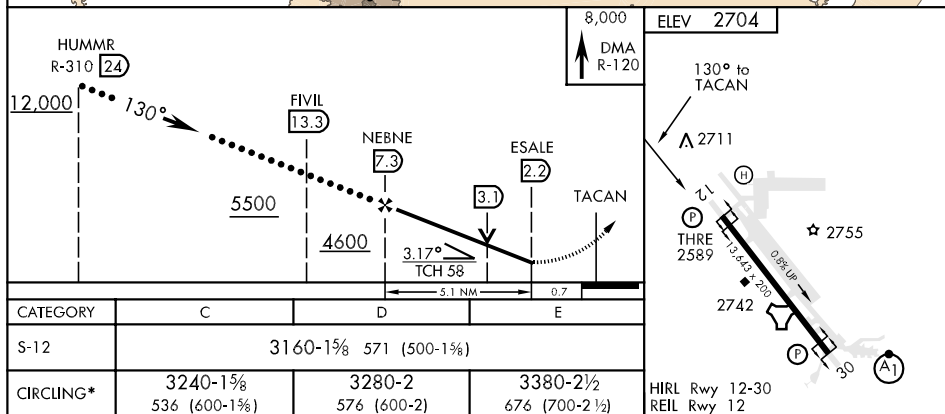 HUMMR
R-310 24
12,000
130°
FIVIL
13.3
NEBNE
7.3
5500
4600
3.1
ESALE
2.2
TACAN
3.17°
TCH 58
5.1 NM
0.7
8,000
DMA
R-120
ELEV 2704
130° to
TACAN
2711
H
12
P
THRE
2589
13,643 x 200
0.8% UP
2755
2742
P
30
A1
HIRL Rwy 12-30
REIL Rwy 12
CATEGORY C D E
S-12 3160-1⅝ 571 (500-1⅝)
CIRCLING* 3240-1⅝ 3280-2 3380-2½
536 (600-1⅝) 576 (600-2) 676 (700-2 ½)